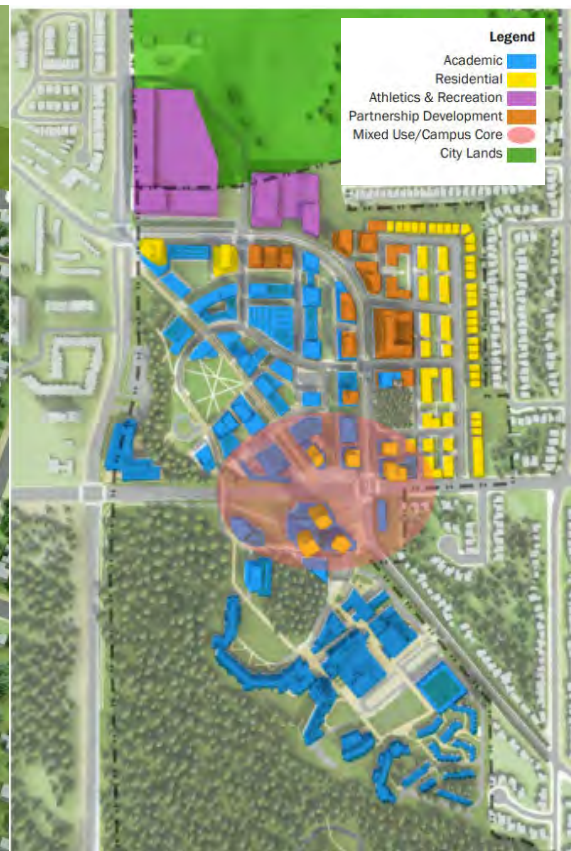 Legend
Academic
Residential
Athletics & Recreation
Partnership Development
Mixed Use/Campus Core
City Lands